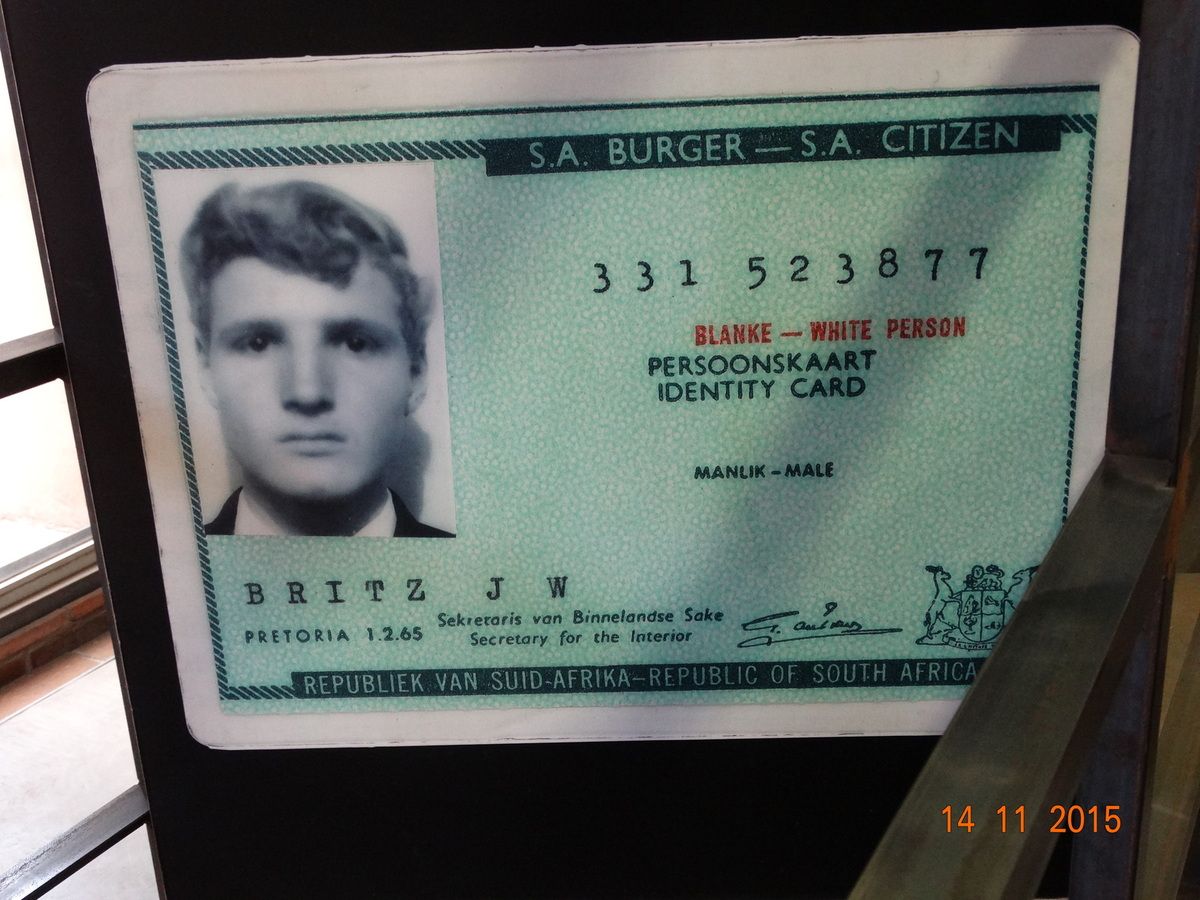 S.A. BURGER — S.A. CITIZEN
331 523877
BLANKE — WHITE PERSON
PERSOONSKAART
IDENTITY CARD
MANLIK – MALE
BRITZ J W
PRETORIA 1.2.65
Sekretaris van Binnelandse Sake
Secretary for the Interior
REPUBLIEK VAN SUID-AFRIKA—REPUBLIC OF SOUTH AFRICA
14 11 2015